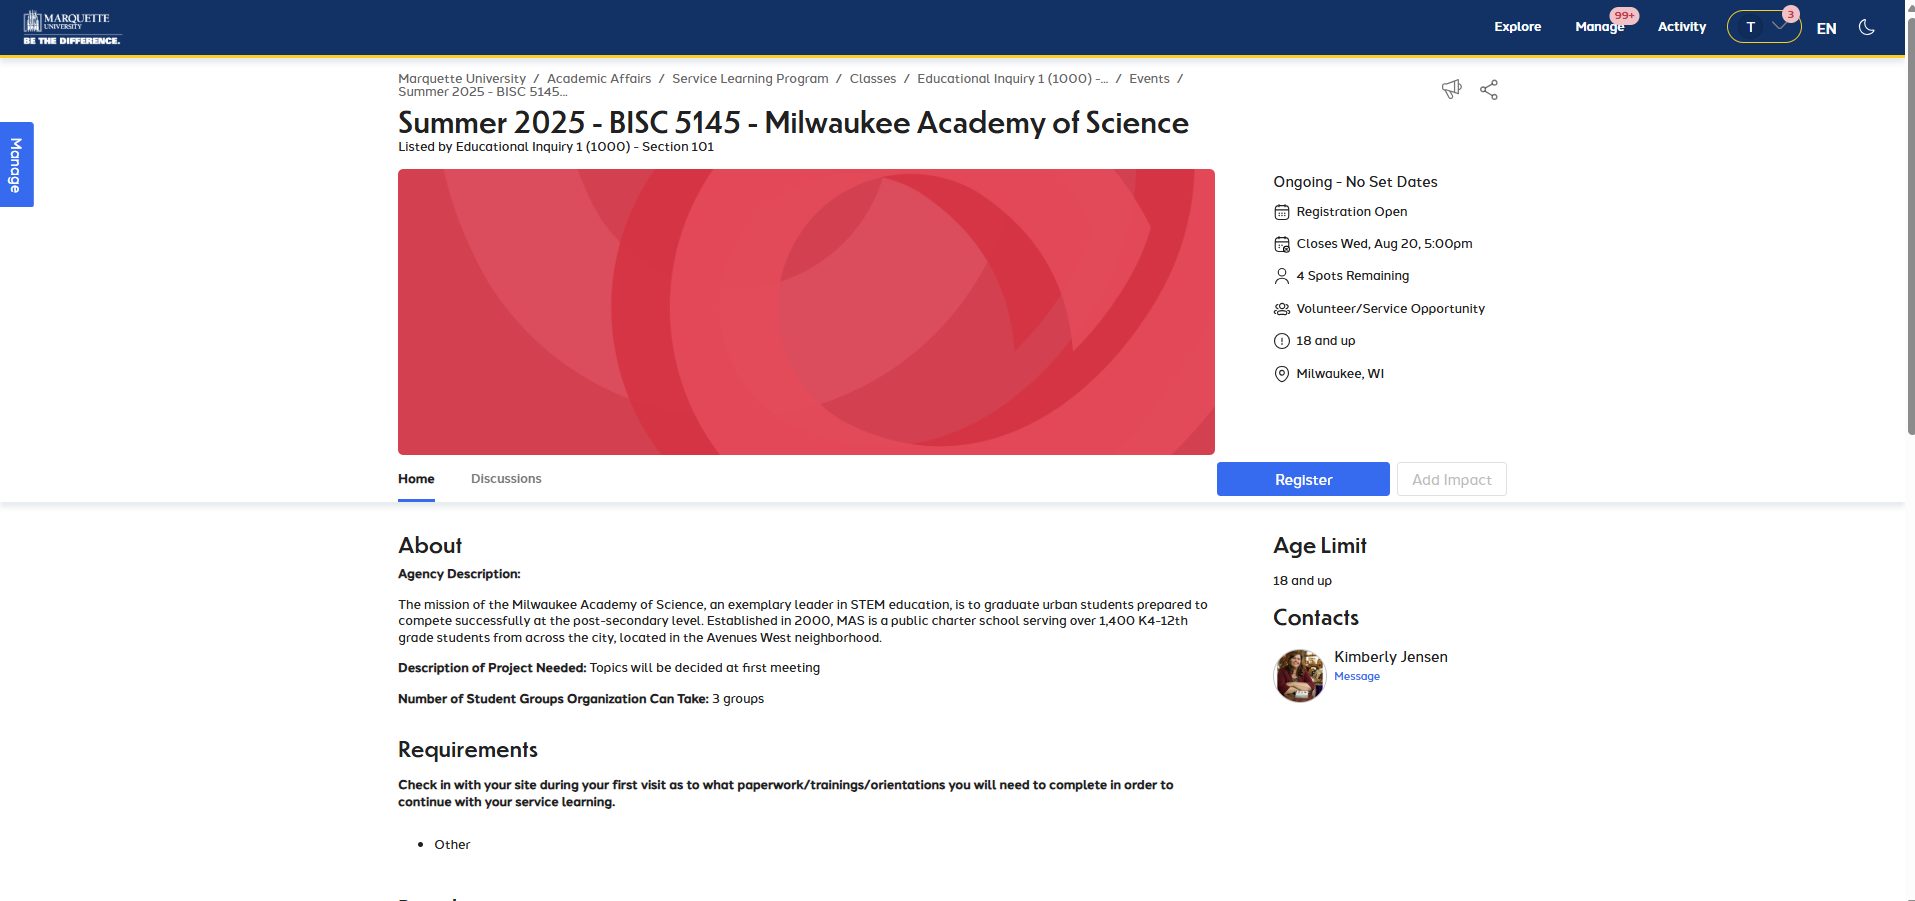 MARQUETTE
UNIVERSITY
BE THE DIFFERENCE.
Explore
Manage
99+
Activity
T
3
EN
Manage
Marquette University / Academic Affairs / Service Learning Program / Classes / Educational Inquiry 1 (1000) -... / Events /
Summer 2025 - BISC 5145...
Summer 2025 - BISC 5145 - Milwaukee Academy of Science
Listed by Educational Inquiry 1 (1000) - Section 101
Ongoing - No Set Dates
Registration Open
Closes Wed, Aug 20, 5:00pm
4 Spots Remaining
Volunteer/Service Opportunity
18 and up
Milwaukee, WI
Home
Discussions
Register
Add Impact
About
Agency Description:
The mission of the Milwaukee Academy of Science, an exemplary leader in STEM education, is to graduate urban students prepared to
compete successfully at the post-secondary level. Established in 2000, MAS is a public charter school serving over 1,400 K4-12th
grade students from across the city, located in the Avenues West neighborhood.
Description of Project Needed: Topics will be decided at first meeting
Number of Student Groups Organization Can Take: 3 groups
Requirements
Check in with your site during your first visit as to what paperwork/trainings/orientations you will need to complete in order to
continue with your service learning.
• Other
Age Limit
18 and up
Contacts
Kimberly Jensen
Message